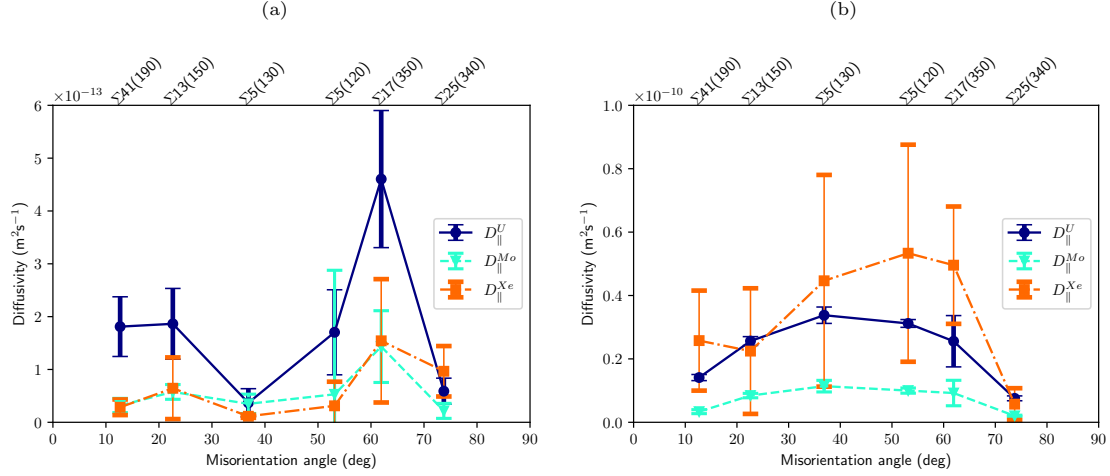 (a)
Σ41(190) Σ13(150) Σ5(130) Σ5(120) Σ17(350) Σ25(340)
×10−13
6
5
4
3
2
1
0
Diffusivity (m²s⁻¹)
D∥^U
D∥^Mo
D∥^Xe
0 10 20 30 40 50 60 70 80 90
Misorientation angle (deg)
(b)
Σ41(190) Σ13(150) Σ5(130) Σ5(120) Σ17(350) Σ25(340)
×10−10
1.0
0.8
0.6
0.4
0.2
0.0
Diffusivity (m²s⁻¹)
D∥^U
D∥^Mo
D∥^Xe
0 10 20 30 40 50 60 70 80 90
Misorientation angle (deg)